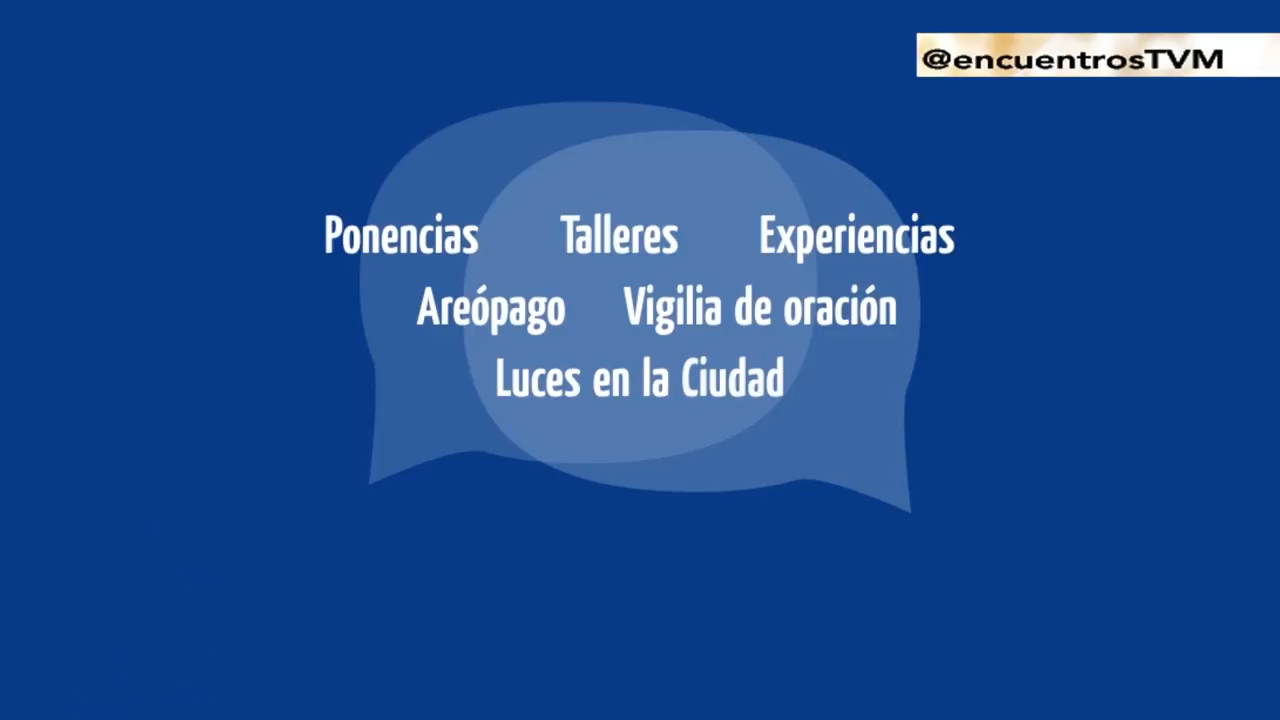 @encuentrosTVM
Ponencias Talleres Experiencias
Areópago Vigilia de oración
Luces en la Ciudad